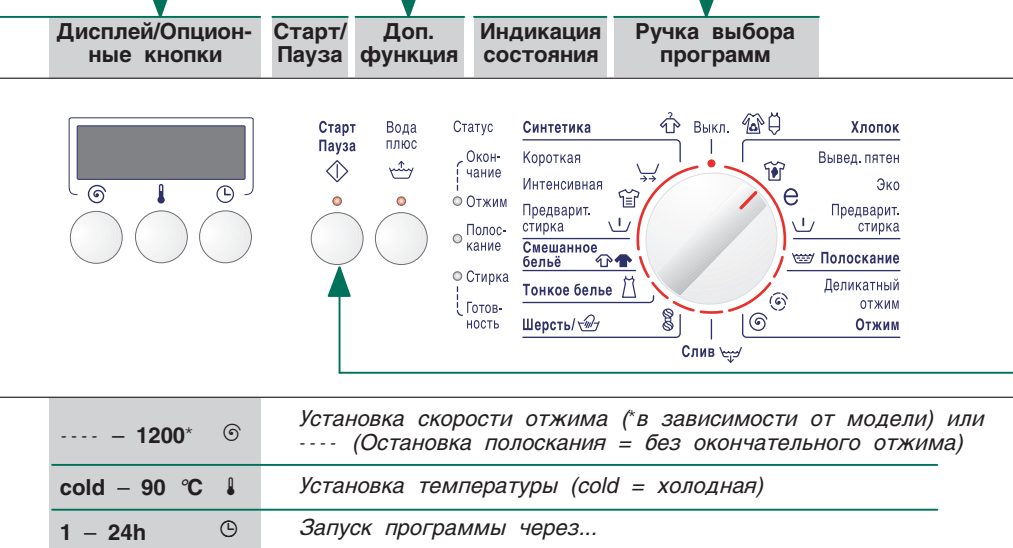 Дисплей/Опцион-
ные кнопки
Старт/
Пауза
Доп.
функция
Индикация
состояния
Ручка выбора
программ
Старт
Пауза
Вода
плюс
Статус
Окон-
чание
Отжим
Полос-
кание
Стирка
Готов-
ность
Синтетика
Короткая
Интенсивная
Предварит.
стирка
Смешанное
бельё
Тонкое белье
Шерсть/
Выкл.
Слив
Хлопок
Вывед. пятен
Эко
e
Предварит.
стирка
Полоскание
Деликатный
отжим
Отжим
---- – 1200*
Установка скорости отжима (*в зависимости от модели) или
---- (Остановка полоскания = без окончательного отжима)
cold – 90 °C
Установка температуры (cold = холодная)
1 – 24h
Запуск программы через...